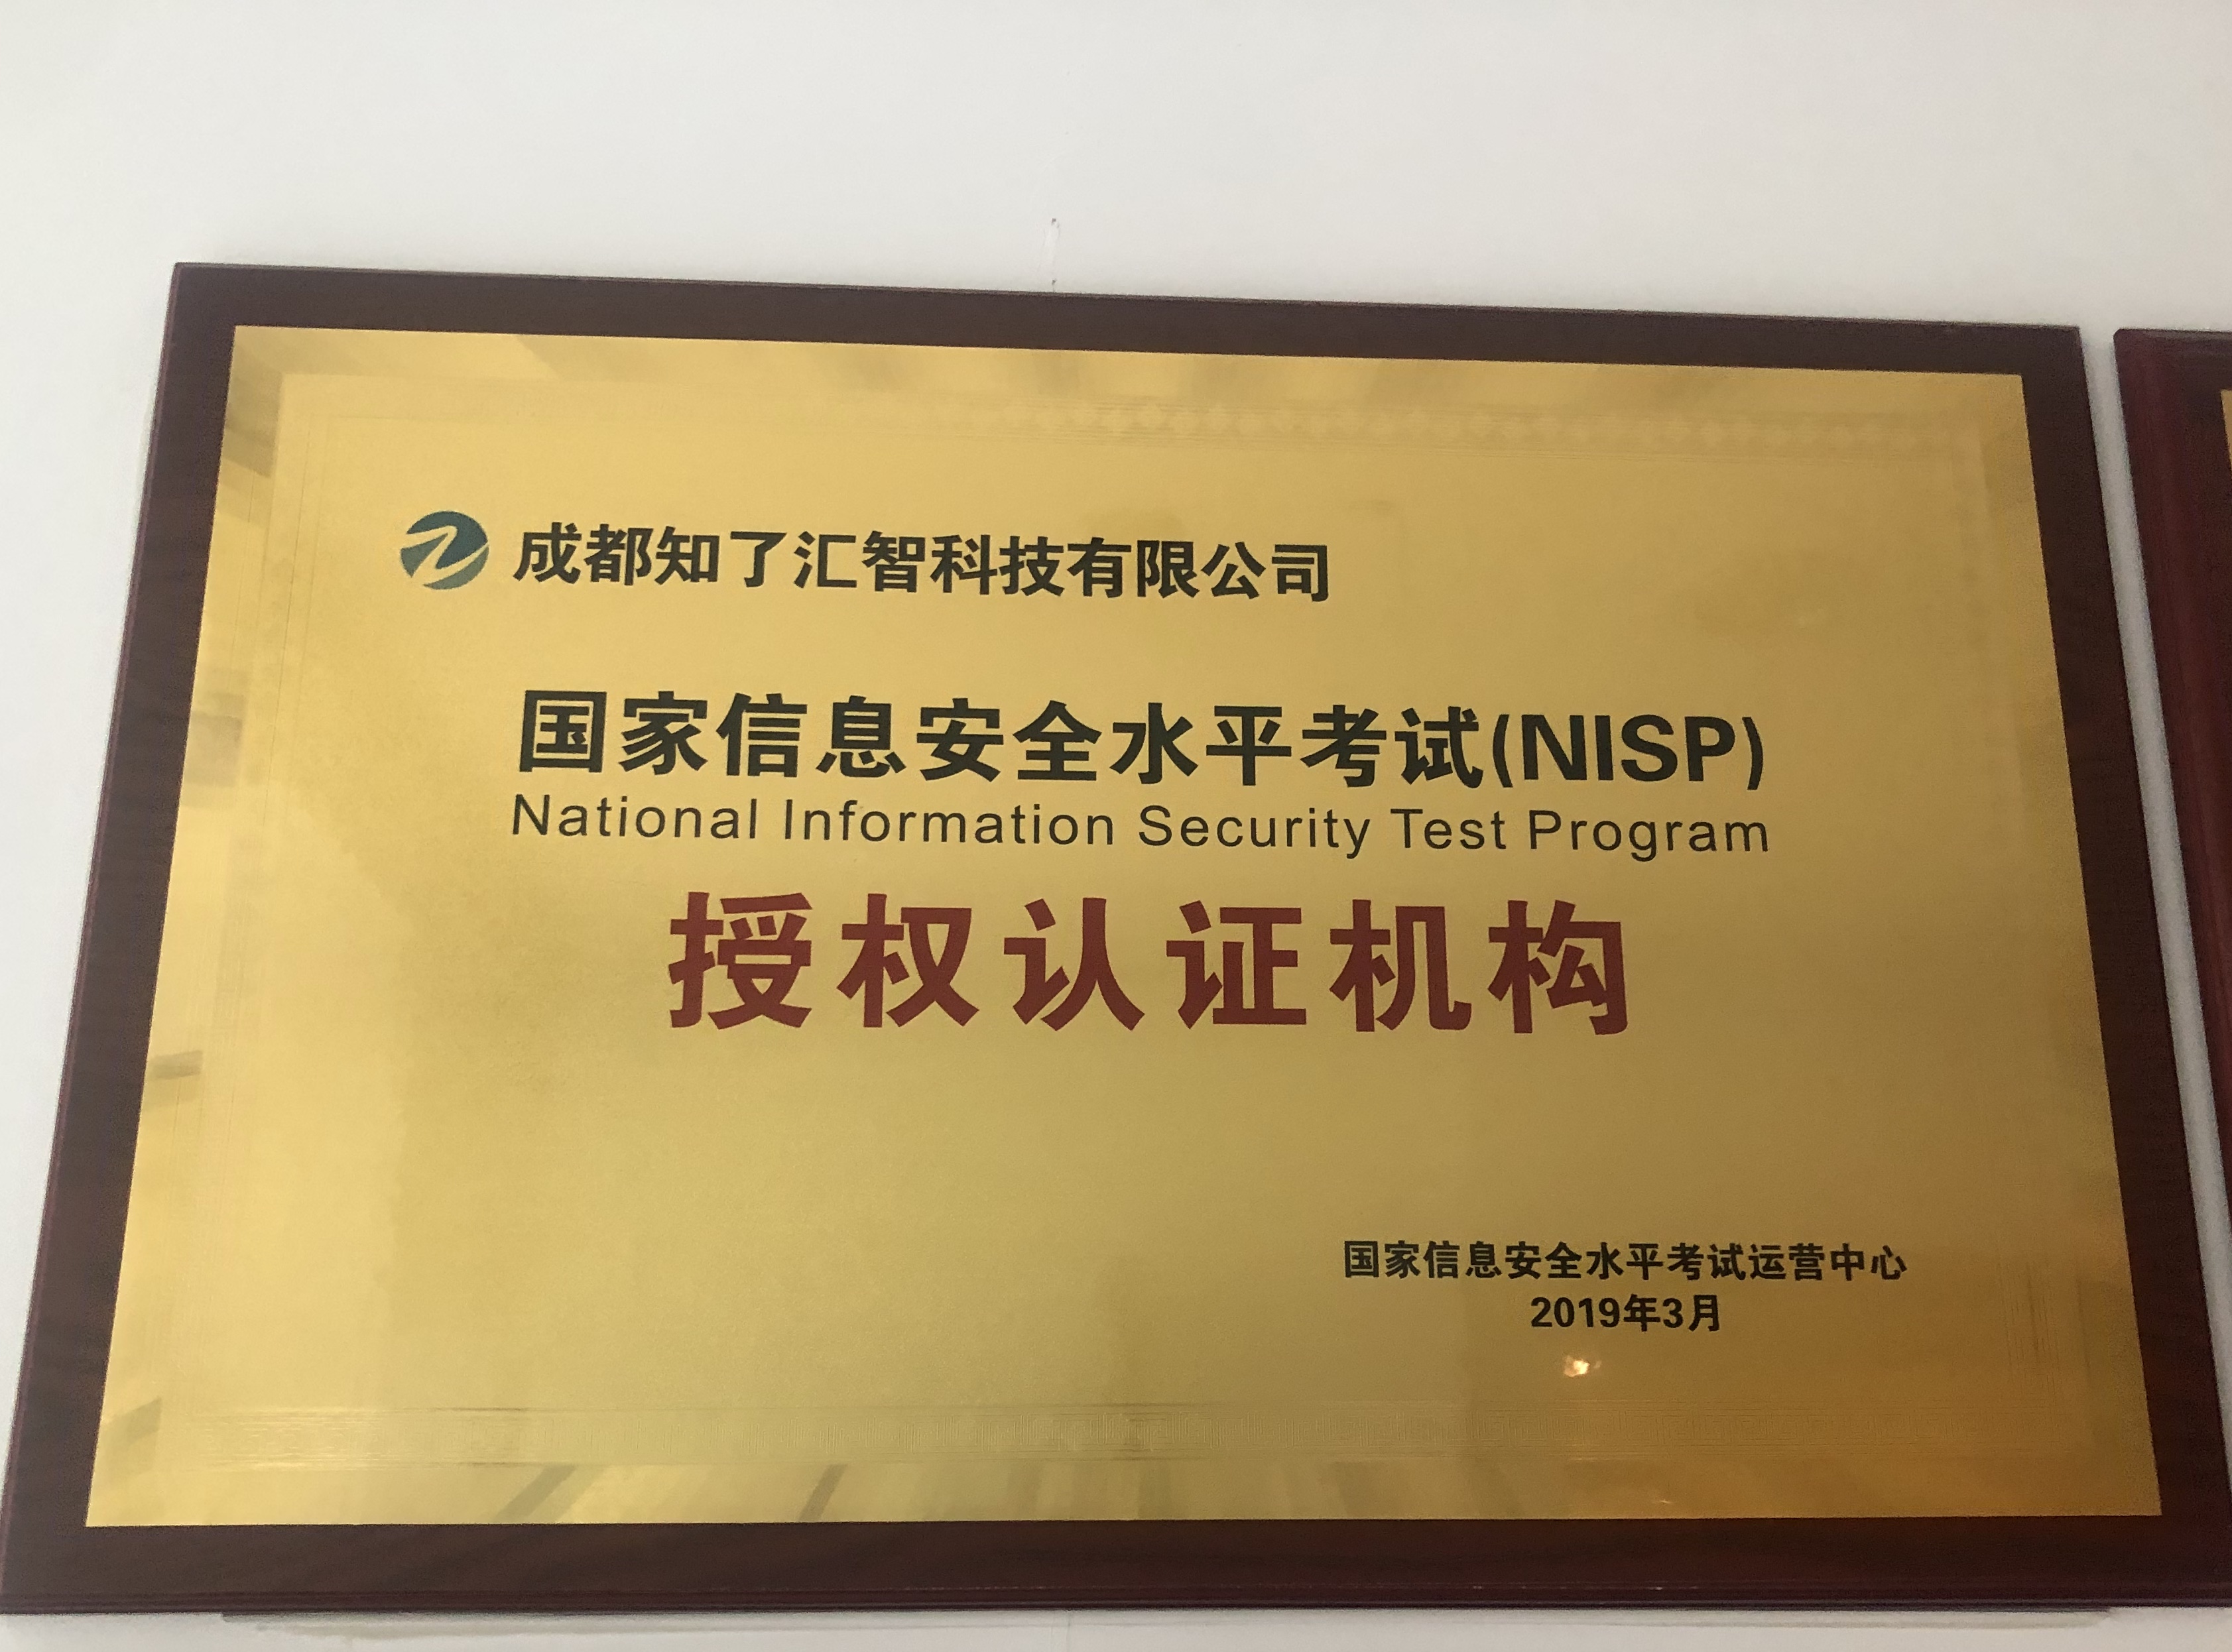 成都知了汇智科技有限公司
国家信息安全水平考试(NISP)
National Information Security Test Program
授权认证机构
国家信息安全水平考试运营中心
2019年3月